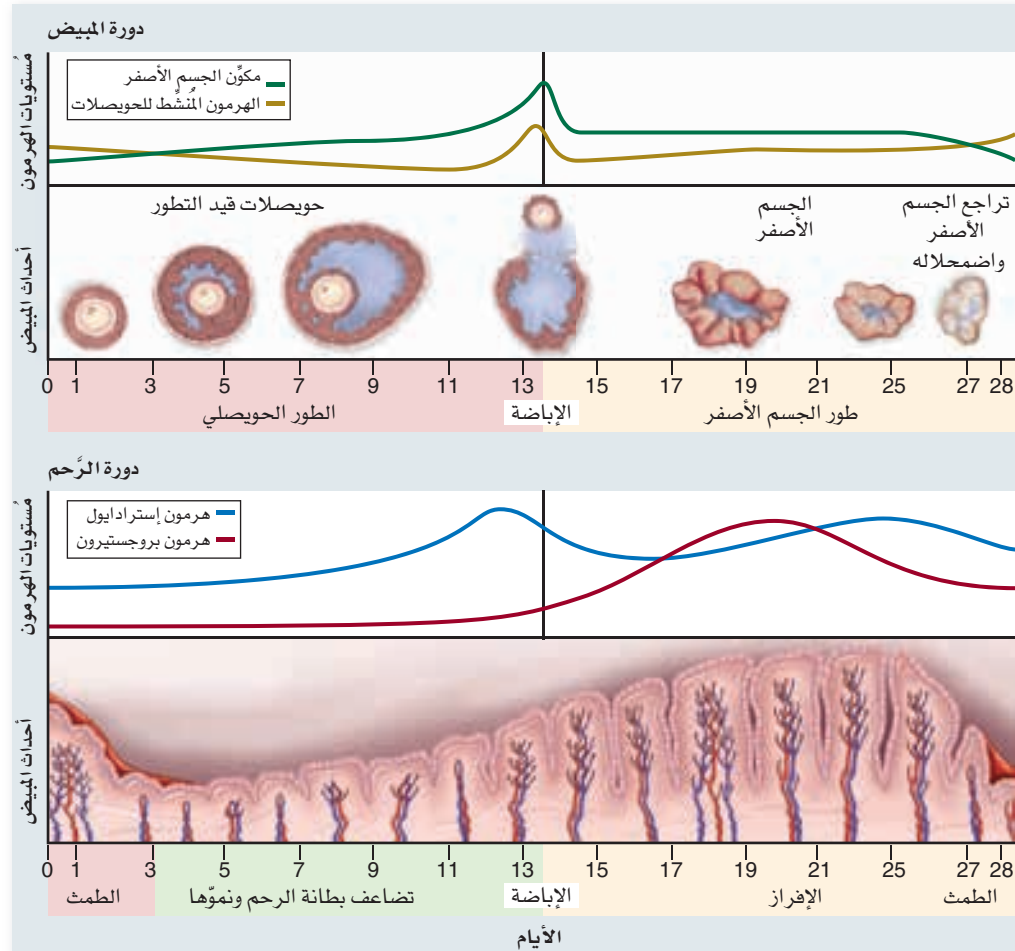 دورة المبيض
مُستويات الهرمون
مكوِّن الجسم الأصفر
الهرمون المُنشِّط للحويصلات
أحداث المبيض
حويصلات قيد التطور
الجسم
الأصفر
تراجع الجسم
الأصفر
واضمحلاله
0 1 3 5 7 9 11 13 15 17 19 21 25 27 28
الطور الحويصلي
الإباضة
طور الجسم الأصفر
دورة الرَّحم
مُستويات الهرمون
هرمون إسترادايول
هرمون بروجستيرون
أحداث المبيض
0 1 3 5 7 9 11 13 15 17 19 21 25 27 28
الطمث
تضاعف بطانة الرحم ونموّها
الإباضة
الإفراز
الطمث
الأيام